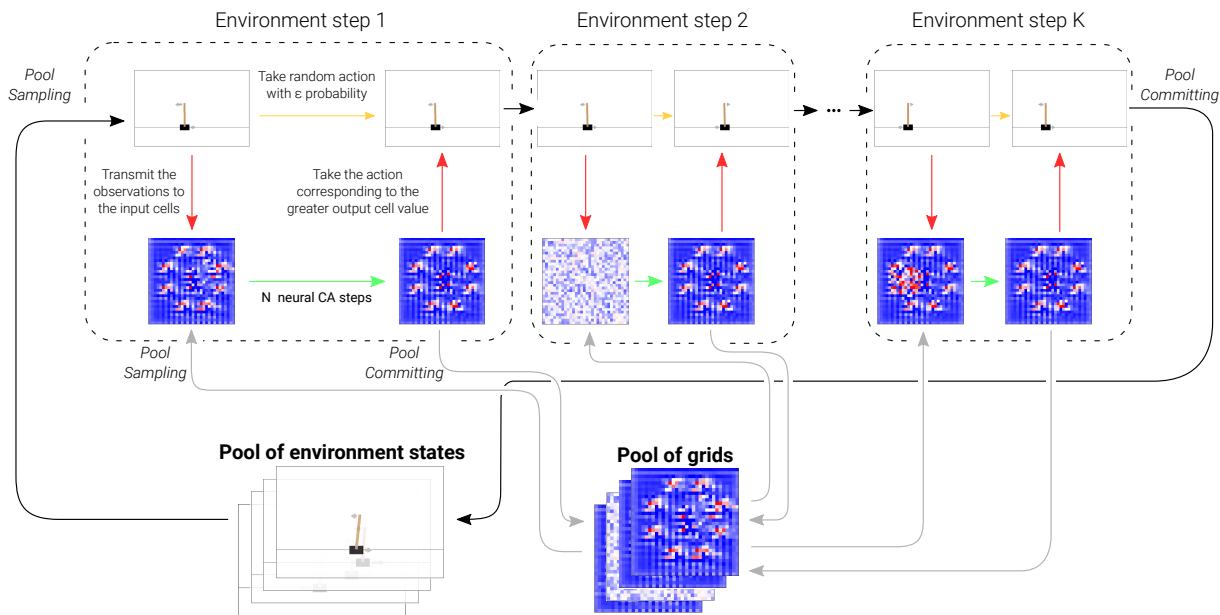 Environment step 1
Environment step 2
Environment step K
Pool
Sampling
Take random action
with ε probability
...
Pool
Committing
Transmit the
observations to
the input cells
Take the action
corresponding to the
greater output cell value
N neural CA steps
Pool
Sampling
Pool
Committing
Pool of environment states
Pool of grids